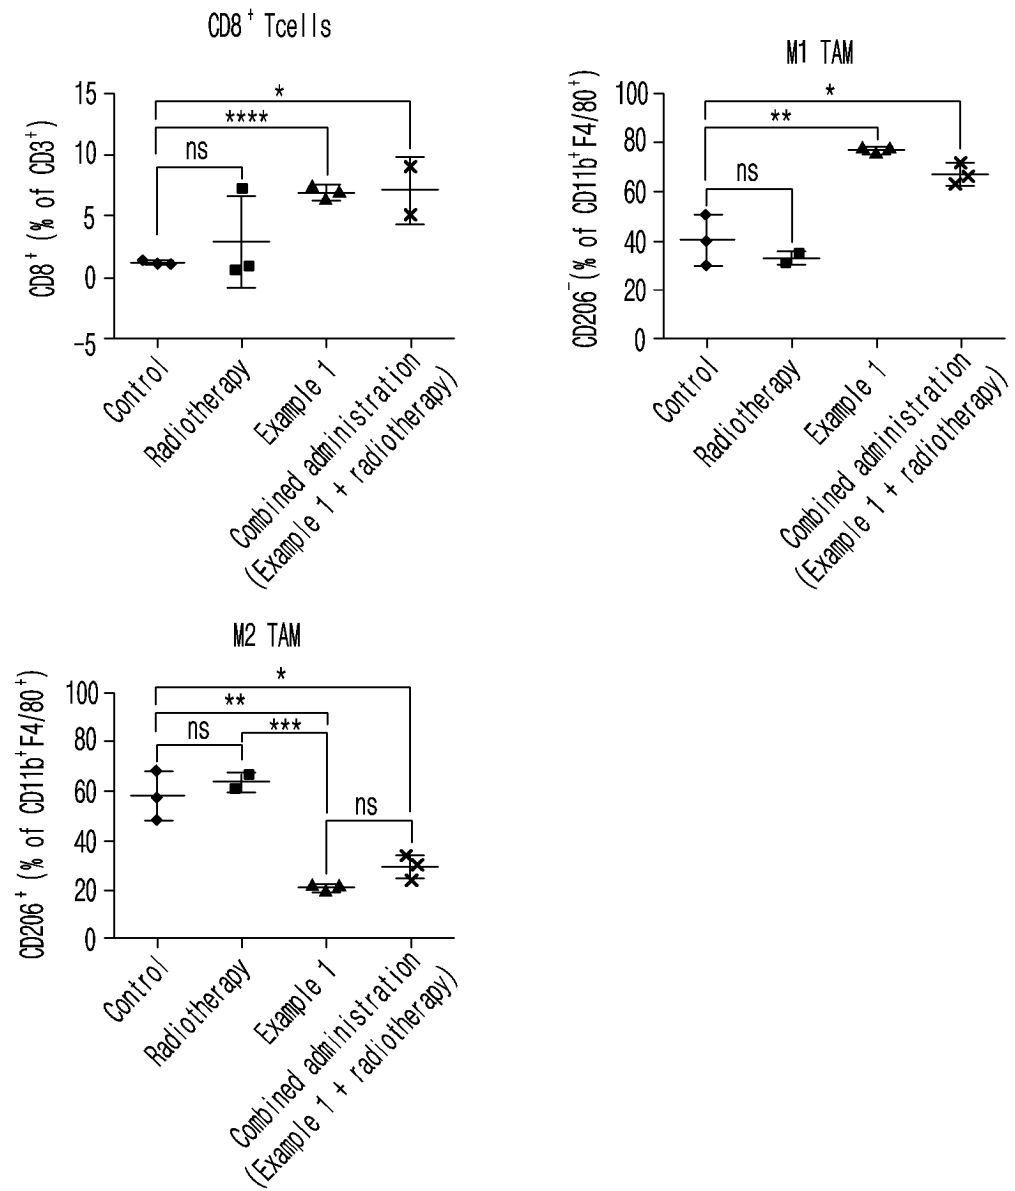 CD8⁺ Tcells
CD8⁺ (% of CD3⁺)
15
10
5
0
-5
*
****
ns
Control
Radiotherapy
Example 1
Combined administration
(Example 1 + radiotherapy)
M1 TAM
CD206⁻(% of CD11b⁺F4/80⁺)
100
80
60
40
20
0
*
**
ns
Control
Radiotherapy
Example 1
Combined administration
(Example 1 + radiotherapy)
M2 TAM
CD206⁺ (% of CD11b⁺F4/80⁺)
100
80
60
40
20
0
*
**
ns
***
ns
Control
Radiotherapy
Example 1
Combined administration
(Example 1 + radiotherapy)